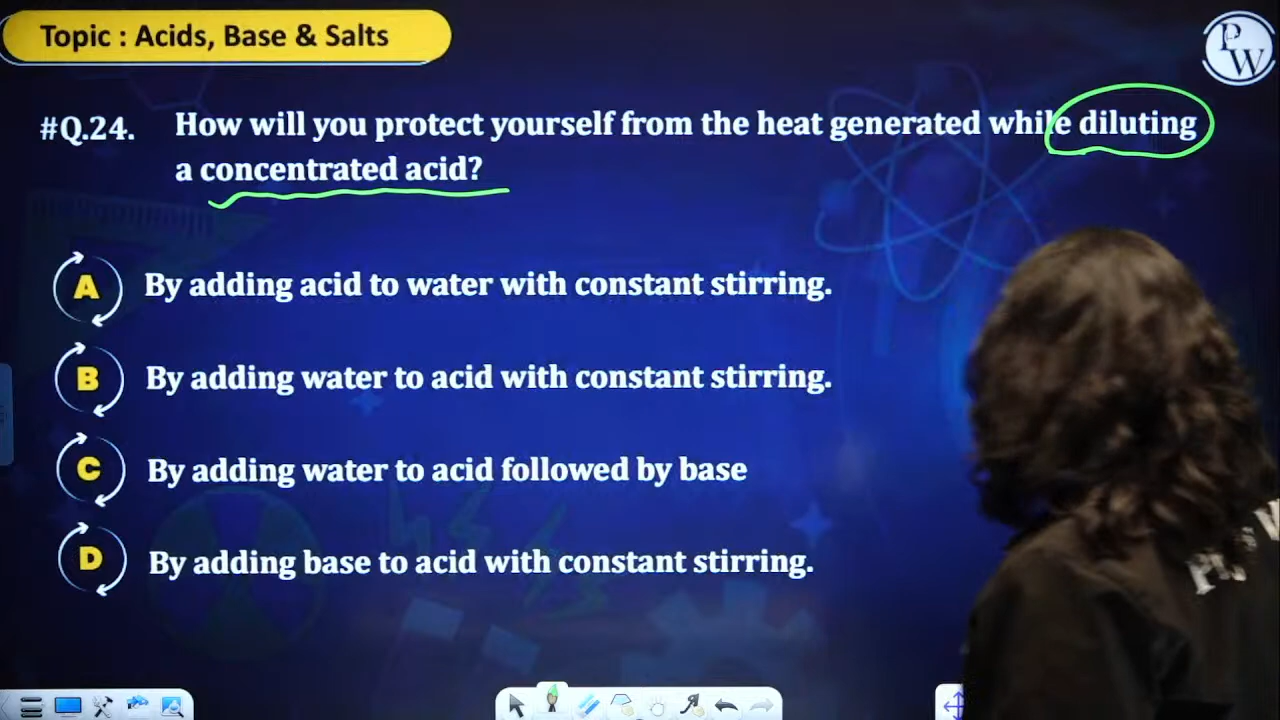 Topic : Acids, Base & Salts
PW
#Q.24. How will you protect yourself from the heat generated while diluting
a concentrated acid?
A By adding acid to water with constant stirring.
B By adding water to acid with constant stirring.
C By adding water to acid followed by base
D By adding base to acid with constant stirring.